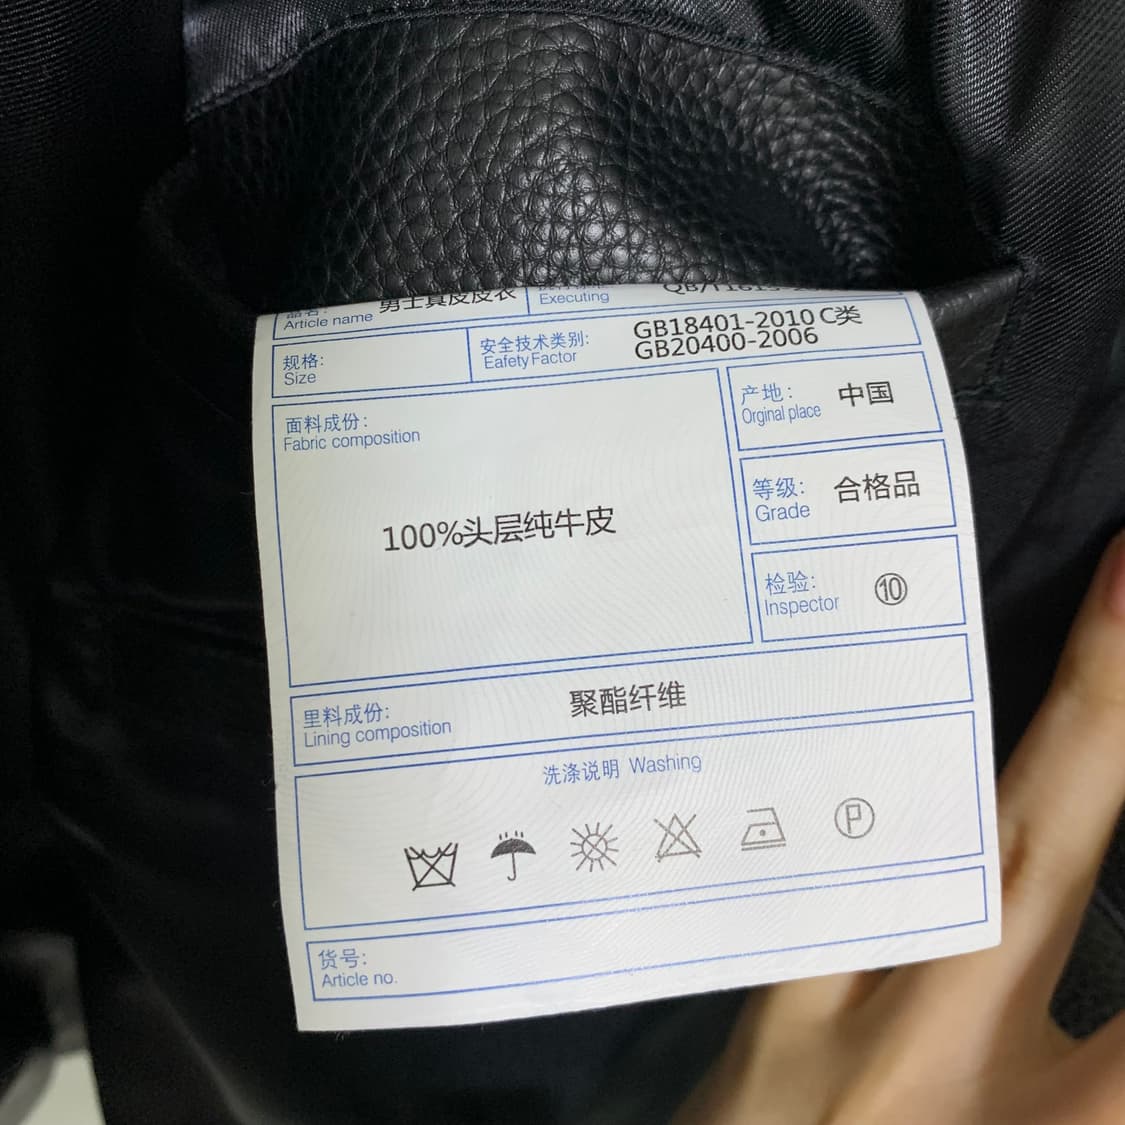 品名:
Article name
男士真皮皮衣
Executing
规格:
Size
安全技术类别:
Eafety Factor
GB18401-2010 C类
GB20400-2006
面料成份:
Fabric composition
100%头层纯牛皮
产地:
Orginal place
中国
等级:
Grade
合格品
检验:
Inspector
⑩
里料成份:
Lining composition
聚酯纤维
洗涤说明 Washing
P
货号:
Article no.